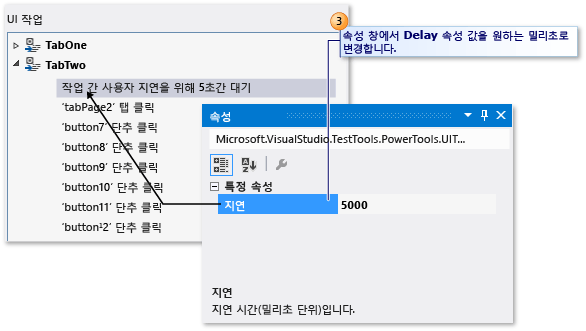 UI 작업
TabOne
TabTwo
작업 간 사용자 지연을 위해 5초간 대기
'tabPage2' 탭 클릭
'button7' 단추 클릭
'button8' 단추 클릭
'button9' 단추 클릭
'button10' 단추 클릭
'button11' 단추 클릭
'button12' 단추 클릭
3
속성 창에서 Delay 속성 값을 원하는 밀리초로
변경합니다.
속성
Microsoft.VisualStudio.TestTools.PowerTools.UIT...
특정 속성
지연 5000
지연
지연 시간(밀리초 단위)입니다.